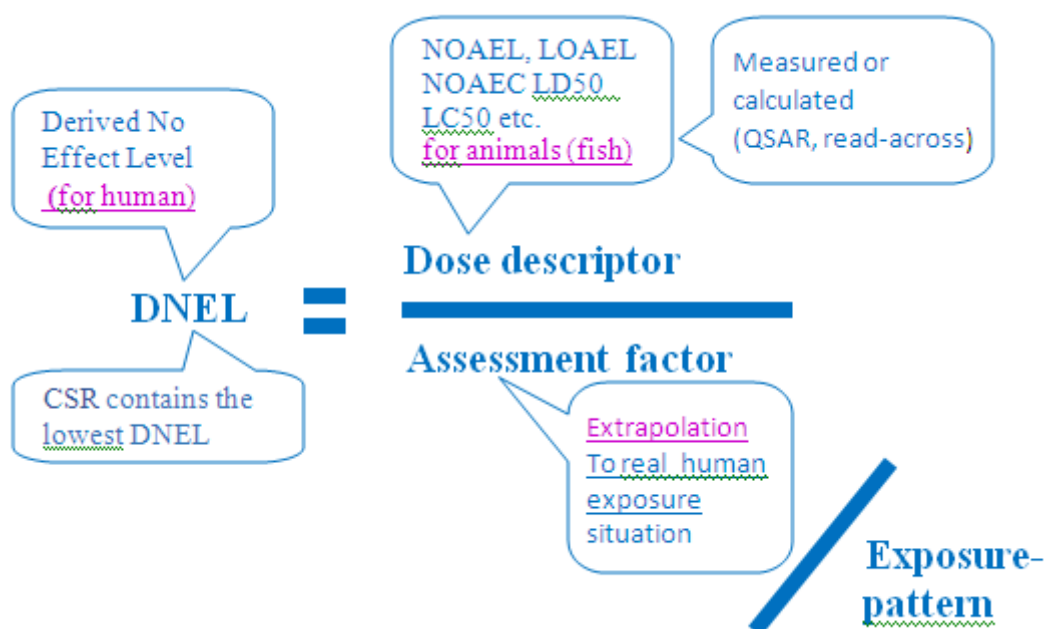 Derived No
Effect Level
(for human)
NOAEL, LOAEL
NOAEC LD50
LC50 etc.
for animals (fish)
Measured or
calculated
(QSAR, read-across)
DNEL
=
Dose descriptor
Assessment factor
CSR contains the
lowest DNEL
Extrapolation
To real human
exposure
situation
/
Exposure-
pattern